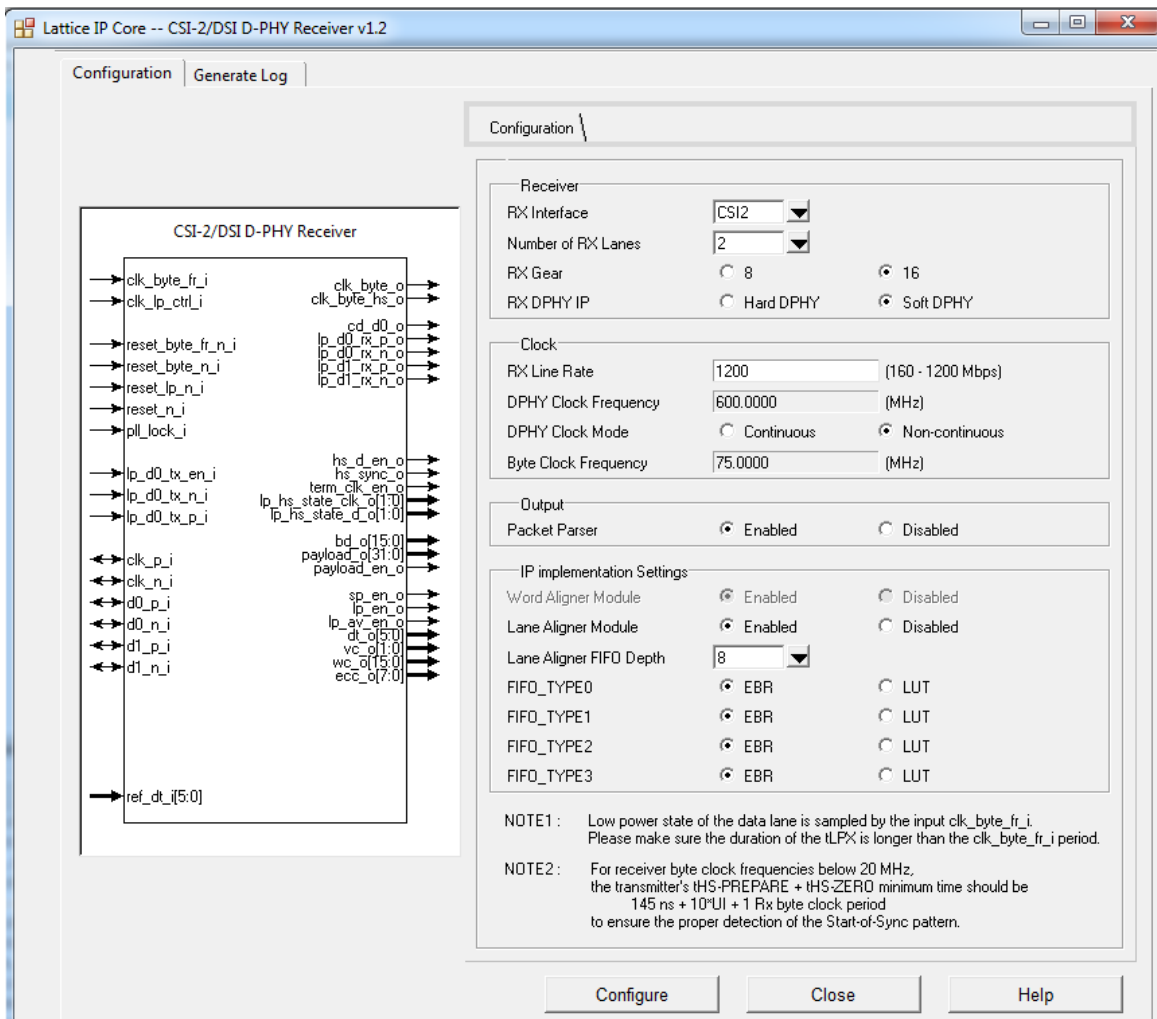 Lattice IP Core -- CSI-2/DSI D-PHY Receiver v1.2
Configuration Generate Log
CSI-2/DSI D-PHY Receiver
clk_byte_fr_i
clk_lp_ctrl_i
reset_byte_fr_n_i
reset_byte_n_i
reset_lp_n_i
reset_n_i
pll_lock_i
lp_d0_tx_en_i
lp_d0_tx_n_i
lp_d0_tx_p_i
clk_p_i
clk_n_i
d0_p_i
d0_n_i
d1_p_i
d1_n_i
ref_dt_i[5:0]
clk_byte_o
clk_byte_hs_o
cd_d0_o
lp_d0_rx_p_o
lp_d0_rx_n_o
lp_d1_rx_p_o
lp_d1_rx_n_o
hs_d_en_o
hs_sync_o
term_clk_en_o
lp_hs_state_clk_o[1:0]
lp_hs_state_d_o[1:0]
bd_o[15:0]
payload_o[31:0]
payload_en_o
sp_en_o
lp_en_o
lp_av_en_o
dt_o[5:0]
vc_o[1:0]
wc_o[15:0]
ecc_o[7:0]
Configuration
Receiver
RX Interface CSI2
Number of RX Lanes 2
RX Gear 8 16
RX DPHY IP Hard DPHY Soft DPHY
Clock
RX Line Rate 1200 (160 - 1200 Mbps)
DPHY Clock Frequency 600.0000 (MHz)
DPHY Clock Mode Continuous Non-continuous
Byte Clock Frequency 75.0000 (MHz)
Output
Packet Parser Enabled Disabled
IP implementation Settings
Word Aligner Module Enabled Disabled
Lane Aligner Module Enabled Disabled
Lane Aligner FIFO Depth 8
FIFO_TYPE0 EBR LUT
FIFO_TYPE1 EBR LUT
FIFO_TYPE2 EBR LUT
FIFO_TYPE3 EBR LUT
NOTE1 : Low power state of the data lane is sampled by the input clk_byte_fr_i.
Please make sure the duration of the tLPX is longer than the clk_byte_fr_i period.
NOTE2 : For receiver byte clock frequencies below 20 MHz,
the transmitter's tHS-PREPARE + tHS-ZERO minimum time should be
145 ns + 10*UI + 1 Rx byte clock period
to ensure the proper detection of the Start-of-Sync pattern.
Configure Close Help